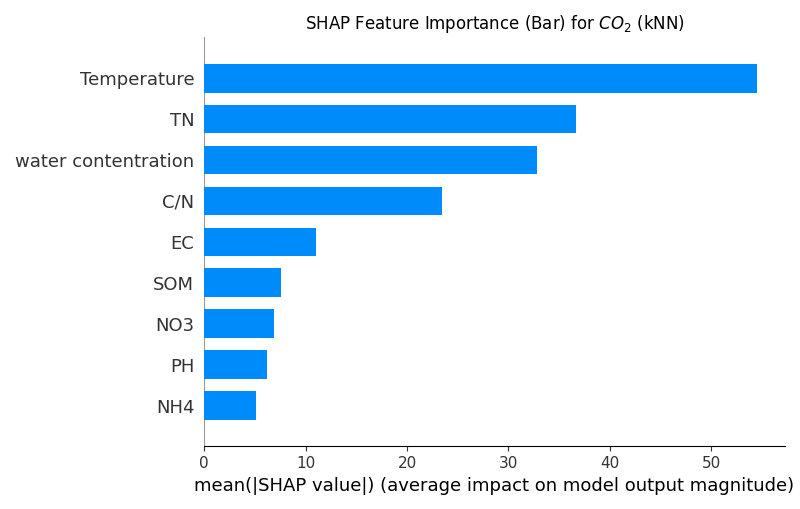 SHAP Feature Importance (Bar) for $CO_2$ (kNN)
Temperature
TN
water contentration
C/N
EC
SOM
NO3
PH
NH4
0 10 20 30 40 50
mean(|SHAP value|) (average impact on model output magnitude)